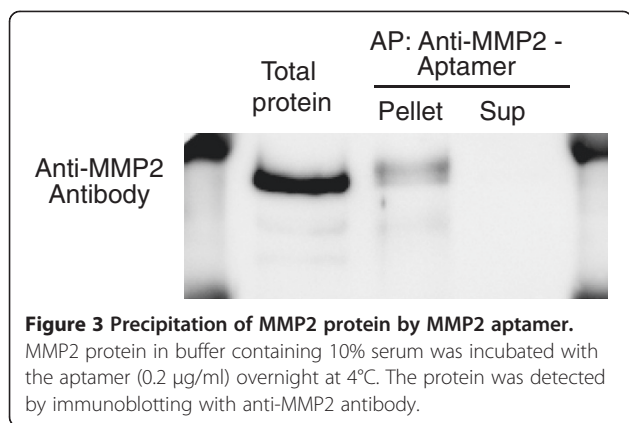 AP: Anti-MMP2 -
Aptamer
Total
protein
Pellet Sup
Anti-MMP2
Antibody
Figure 3 Precipitation of MMP2 protein by MMP2 aptamer.
MMP2 protein in buffer containing 10% serum was incubated with
the aptamer (0.2 μg/ml) overnight at 4°C. The protein was detected
by immunoblotting with anti-MMP2 antibody.